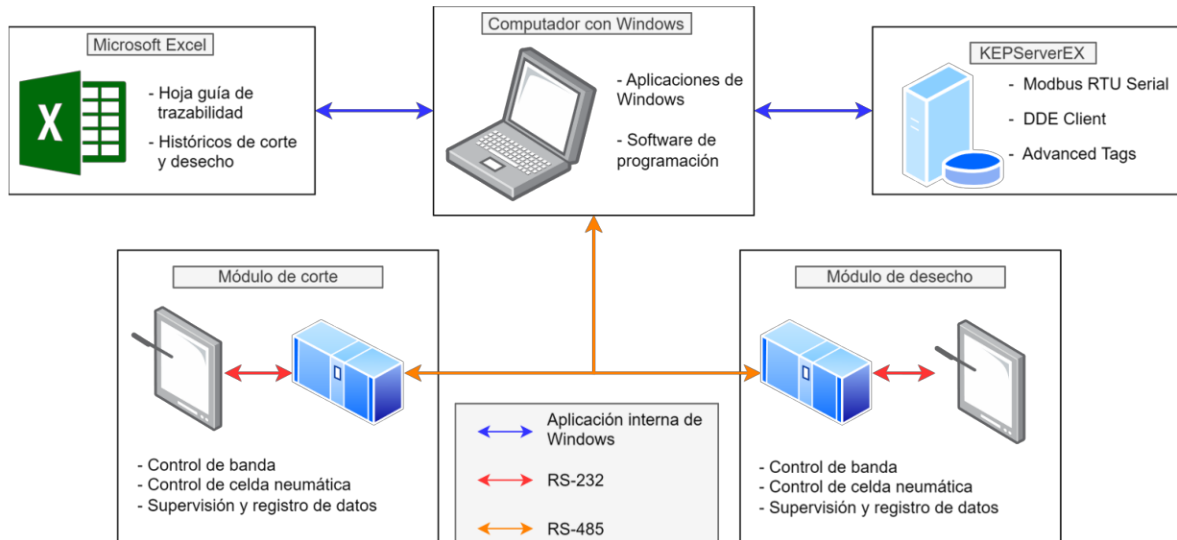 Microsoft Excel
X
- Hoja guía de
trazabilidad
- Históricos de corte
y desecho
Computador con Windows
- Aplicaciones de
Windows
- Software de
programación
KEPServerEX
- Modbus RTU Serial
- DDE Client
- Advanced Tags
Módulo de corte
- Control de banda
- Control de celda neumática
- Supervisión y registro de datos
Aplicación interna de
Windows
RS-232
RS-485
Módulo de desecho
- Control de banda
- Control de celda neumática
- Supervisión y registro de datos